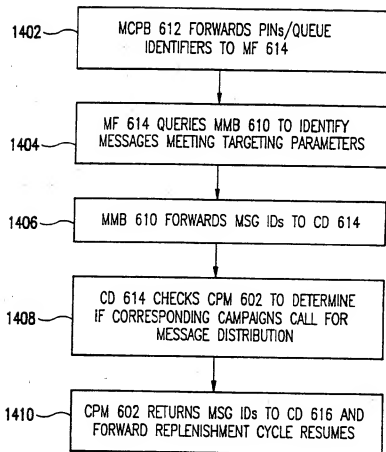 1402
MCPB 612 FORWARDS PINs/QUEUE
IDENTIFIERS TO MF 614
1404
MF 614 QUERIES MMB 610 TO IDENTIFY
MESSAGES MEETING TARGETING PARAMETERS
1406
MMB 610 FORWARDS MSG IDs TO CD 614
1408
CD 614 CHECKS CPM 602 TO DETERMINE
IF CORRESPONDING CAMPAIGNS CALL FOR
MESSAGE DISTRIBUTION
1410
CPM 602 RETURNS MSG IDs TO CD 616 AND
FORWARD REPLENISHMENT CYCLE RESUMES